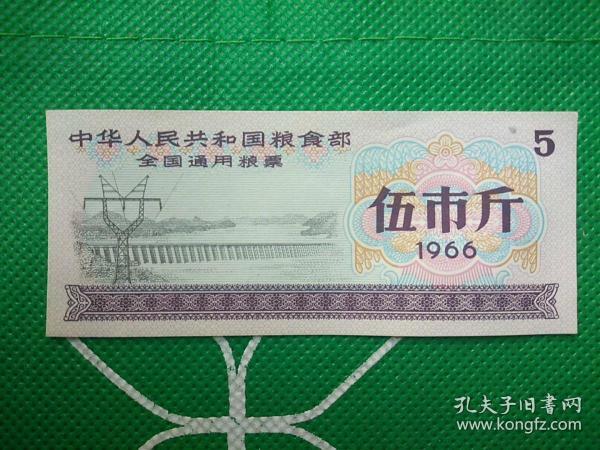 中华人民共和国粮食部
全国通用粮票
5
伍市斤
1966
孔夫子旧书网
www.kongfz.com